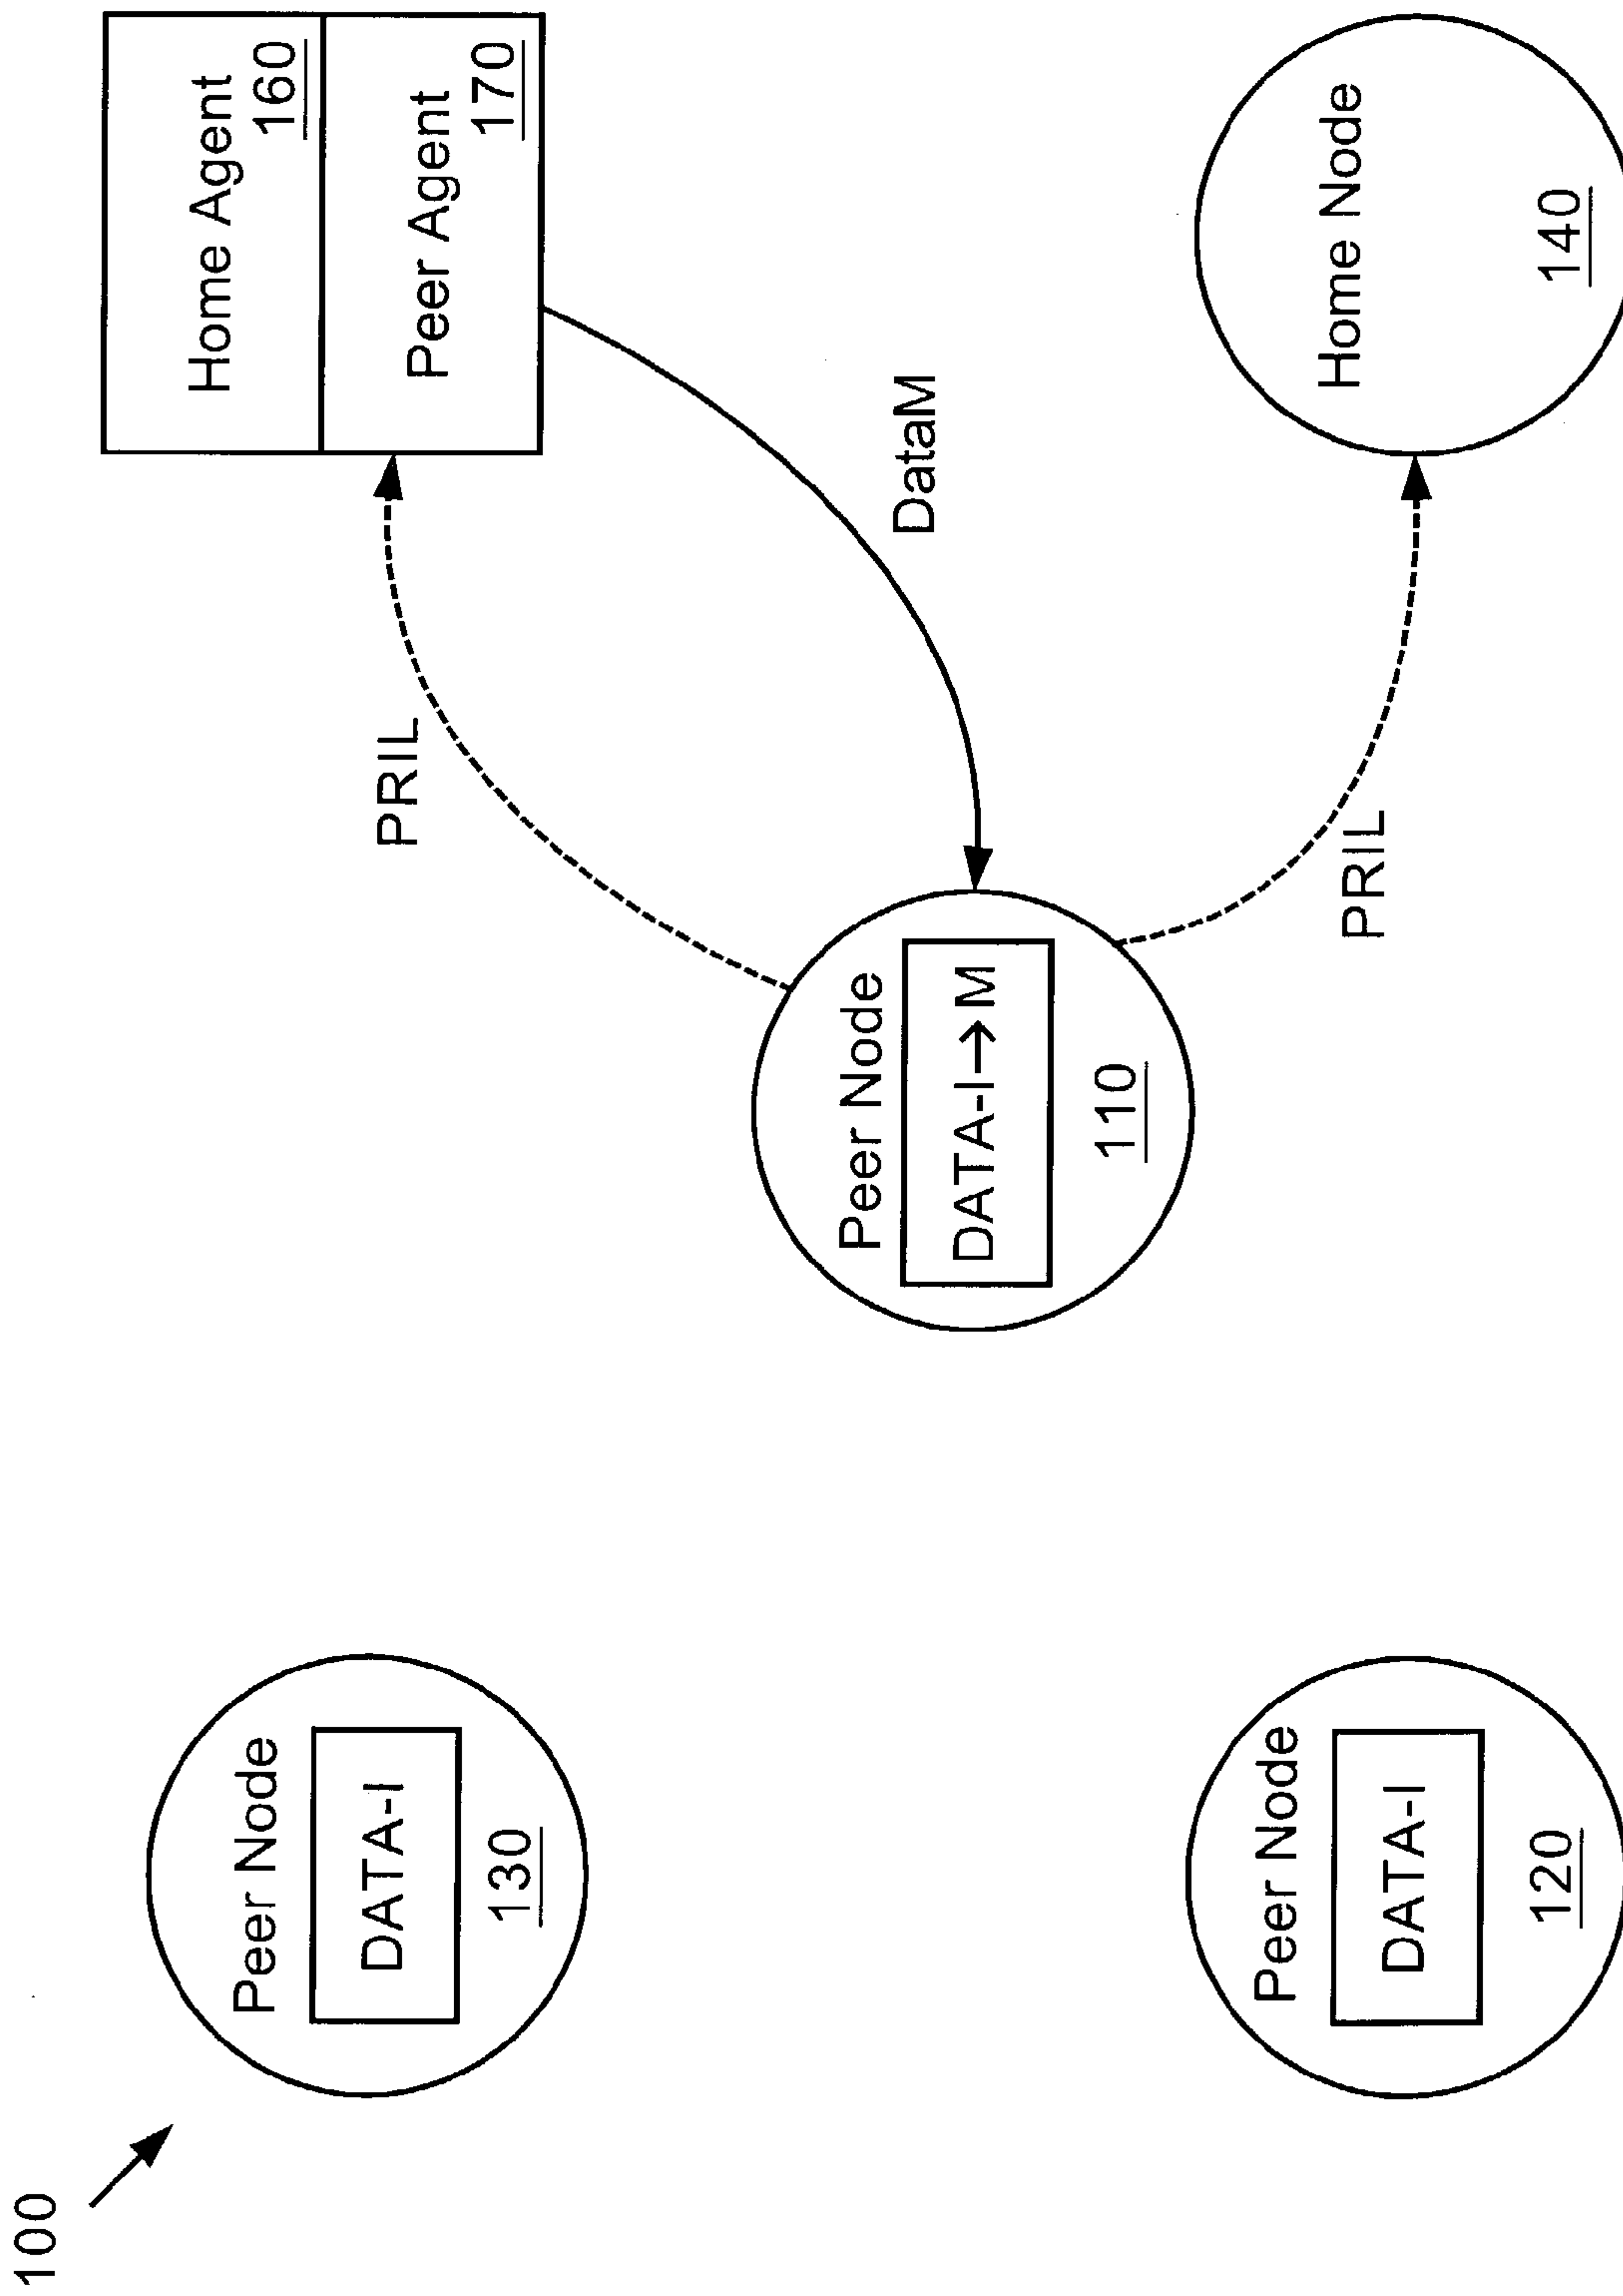 100
Peer Node
DATA-I
130
Peer Node
DATA-I
120
Peer Node
DATA-I→M
110
PRIL
DataM
PRIL
Home Agent
160
Peer Agent
170
Home Node
140